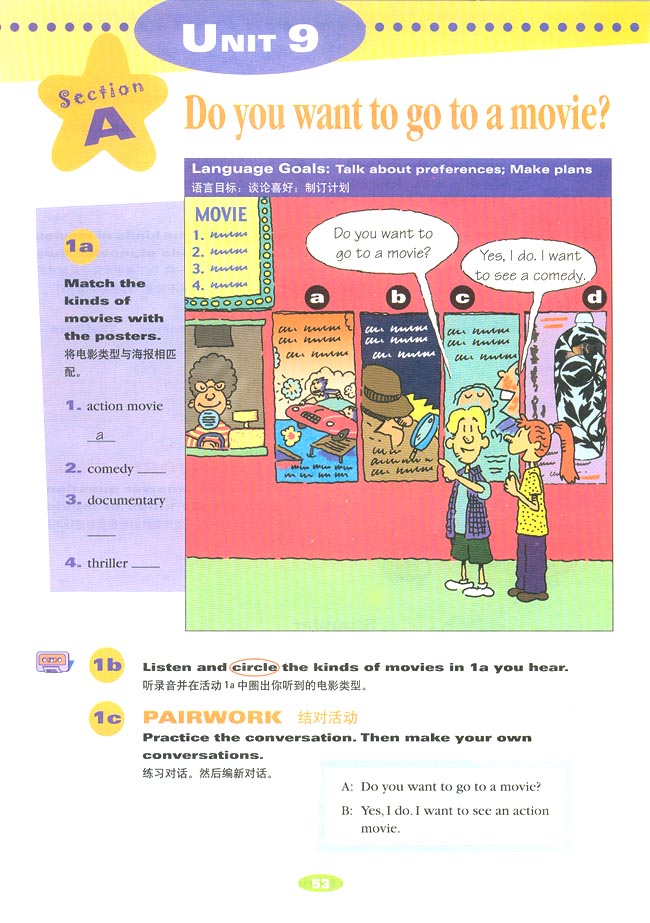 UNIT 9
Section
A
Do you want to go to a movie?
Language Goals: Talk about preferences; Make plans
语言目标：谈论喜好；制订计划
1a
Match the
kinds of
movies with
the posters.
将电影类型与海报相匹
配。
1. action movie
a
2. comedy ____
3. documentary
____
4. thriller ____
MOVIE
1.
2.
3.
4.
Do you want to
go to a movie?
Yes, I do. I want
to see a comedy.
a
b
c
d
1b
Listen and circle the kinds of movies in 1a you hear.
听录音并在活动1a中圈出你听到的电影类型。
1c
PAIRWORK 结对活动
Practice the conversation. Then make your own
conversations.
练习对话。然后编新对话。
A: Do you want to go to a movie?
B: Yes, I do. I want to see an action
movie.
53